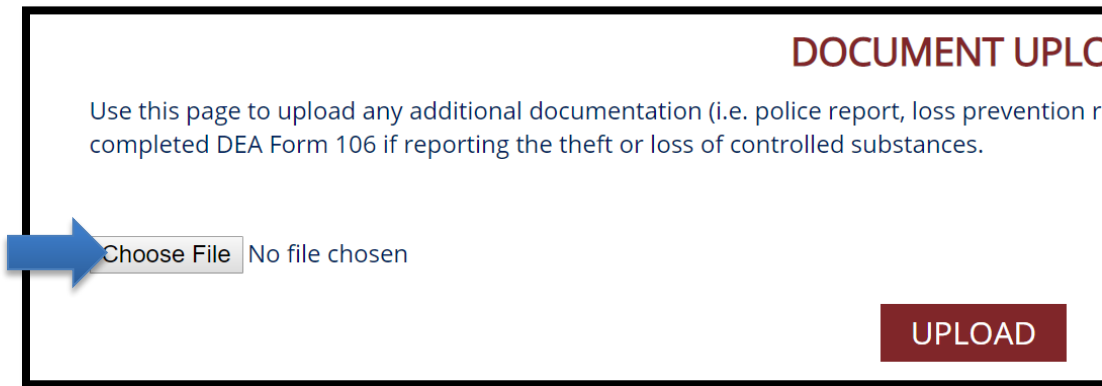 DOCUMENT UPLO
Use this page to upload any additional documentation (i.e. police report, loss prevention r
completed DEA Form 106 if reporting the theft or loss of controlled substances.
Choose File No file chosen
UPLOAD